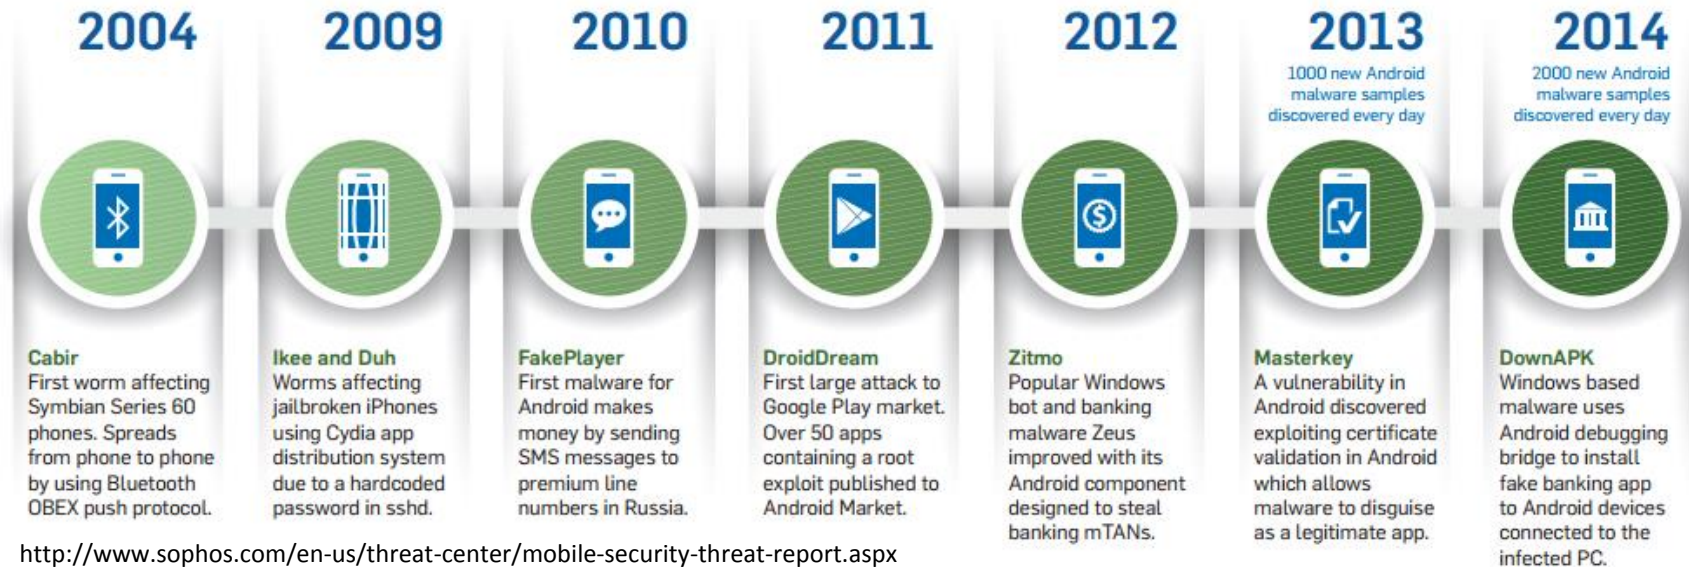 2004
2009
2010
2011
2012
2013
1000 new Android
malware samples
discovered every day
2014
2000 new Android
malware samples
discovered every day
Cabir
First worm affecting
Symbian Series 60
phones. Spreads
from phone to phone
by using Bluetooth
OBEX push protocol.
Ikee and Duh
Worms affecting
jailbroken iPhones
using Cydia app
distribution system
due to a hardcoded
password in sshd.
FakePlayer
First malware for
Android makes
money by sending
SMS messages to
premium line
numbers in Russia.
DroidDream
First large attack to
Google Play market.
Over 50 apps
containing a root
exploit published to
Android Market.
Zitmo
Popular Windows
bot and banking
malware Zeus
improved with its
Android component
designed to steal
banking mTANs.
Masterkey
A vulnerability in
Android discovered
exploiting certificate
validation in Android
which allows
malware to disguise
as a legitimate app.
DownAPK
Windows based
malware uses
Android debugging
bridge to install
fake banking app
to Android devices
connected to the
infected PC.
http://www.sophos.com/en-us/threat-center/mobile-security-threat-report.aspx